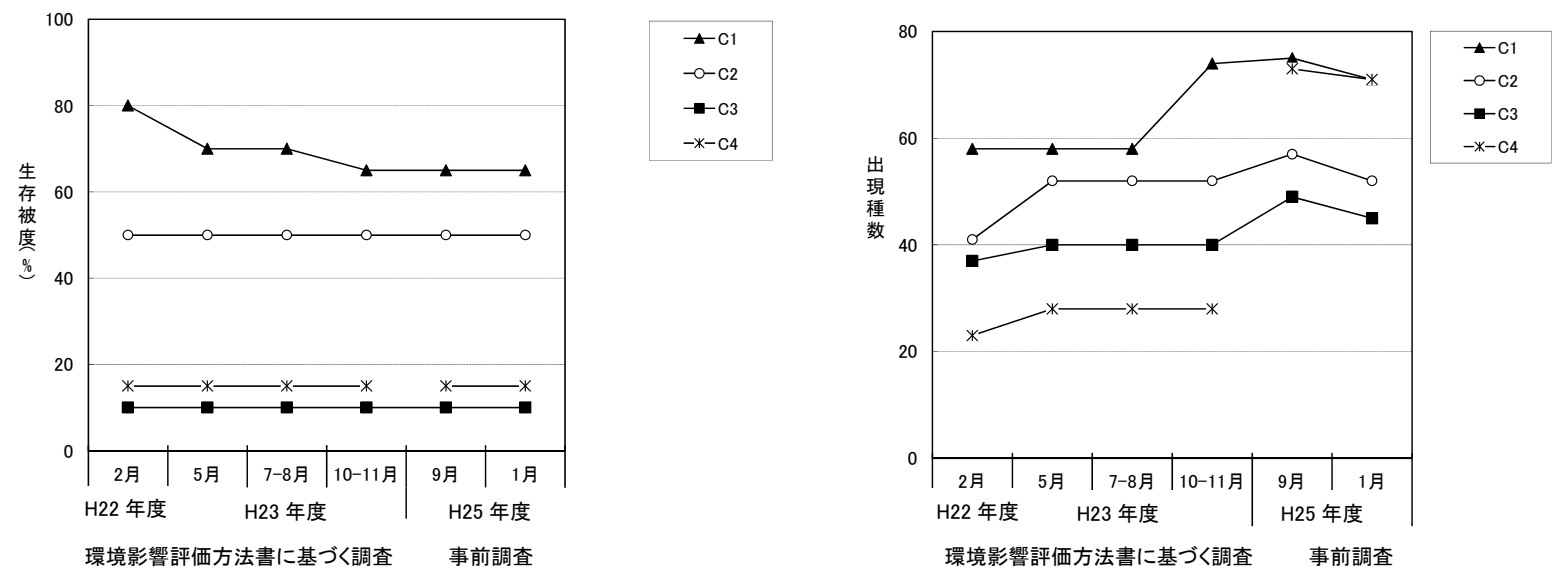 100
80
60
40
20
0
生存被度(%)
2月 5月 7-8月 10-11月 9月 1月
H22 年度 H23 年度 H25 年度
環境影響評価方法書に基づく調査 事前調査
C1
C2
C3
C4
80
60
40
20
0
出現種数
2月 5月 7-8月 10-11月 9月 1月
H22 年度 H23 年度 H25 年度
環境影響評価方法書に基づく調査 事前調査
C1
C2
C3
C4